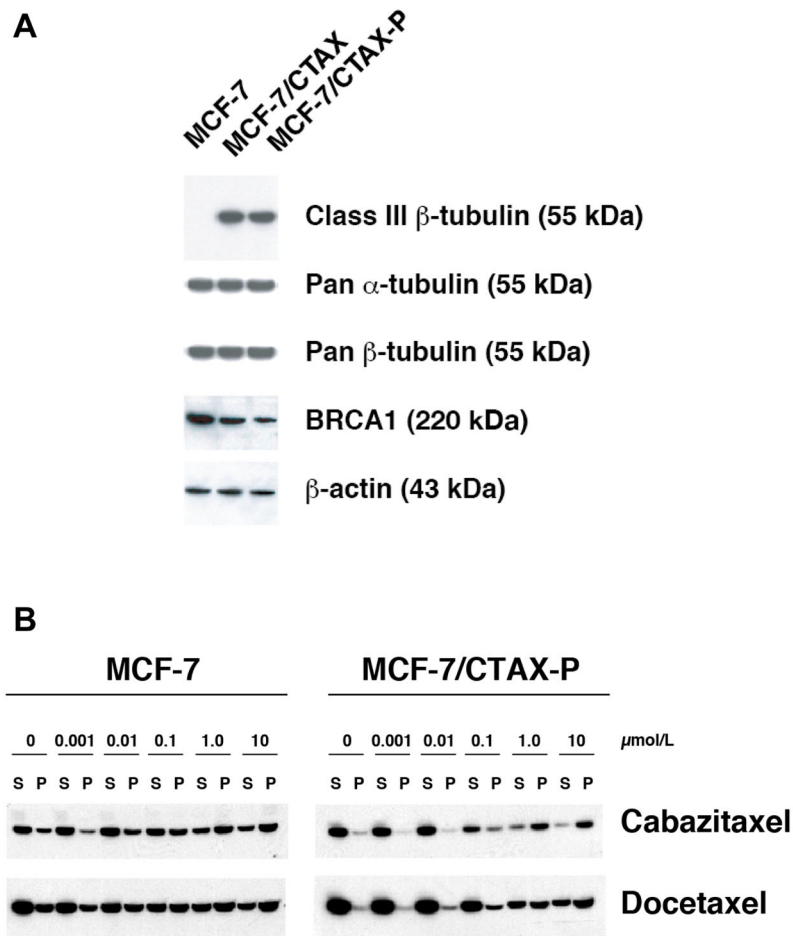 A
MCF-7
MCF-7/CTAX
MCF-7/CTAX-P
Class III β-tubulin (55 kDa)
Pan α-tubulin (55 kDa)
Pan β-tubulin (55 kDa)
BRCA1 (220 kDa)
β-actin (43 kDa)
B
MCF-7 MCF-7/CTAX-P
0 0.001 0.01 0.1 1.0 10 0 0.001 0.01 0.1 1.0 10 µmol/L
S P S P S P S P S P S P S P S P S P S P S P S P
Cabazitaxel
Docetaxel